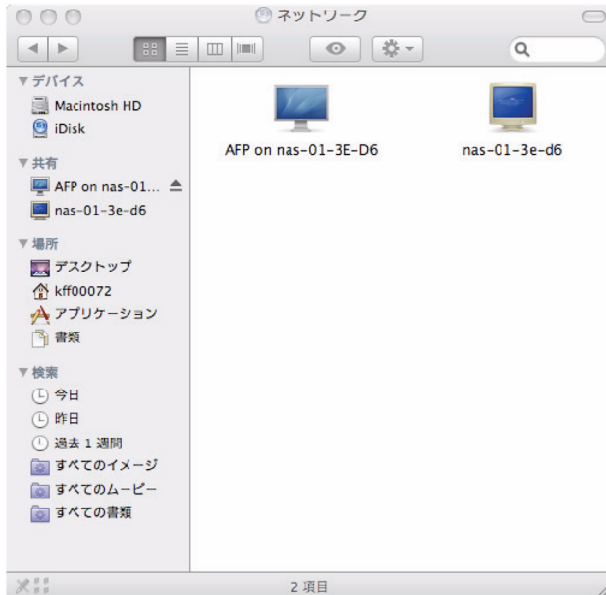 ネットワーク
デバイス
Macintosh HD
iDisk
共有
AFP on nas-01...
nas-01-3e-d6
場所
デスクトップ
kff00072
アプリケーション
書類
検索
今日
昨日
過去 1 週間
すべてのイメージ
すべてのムービー
すべての書類
AFP on nas-01-3E-D6
nas-01-3e-d6
2 項目